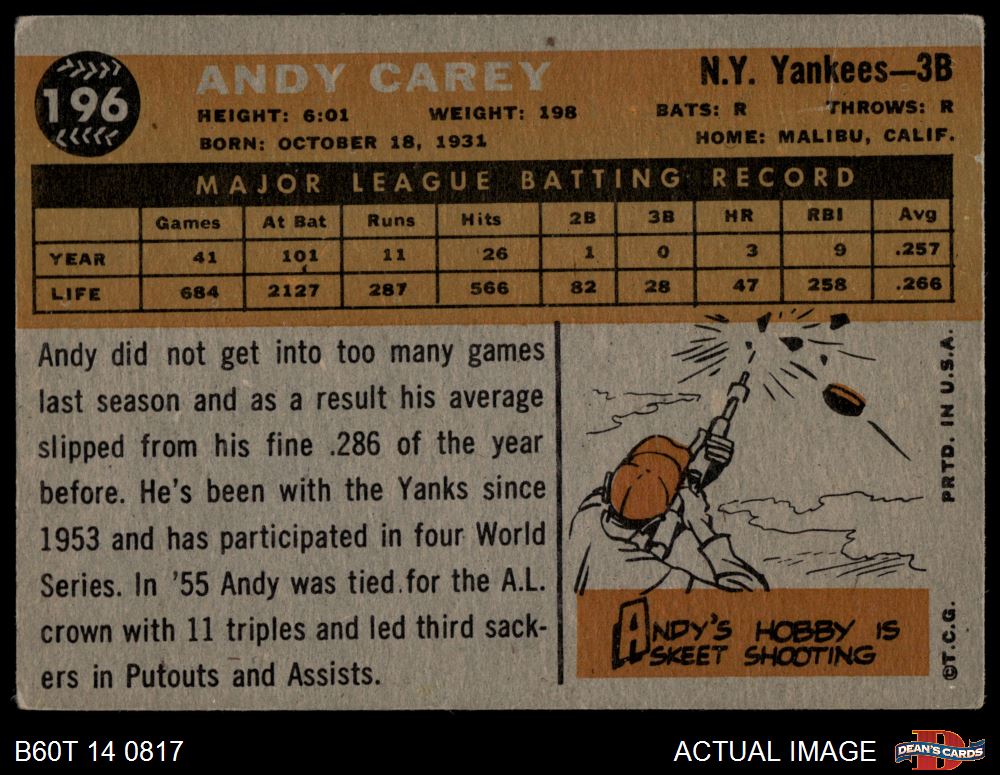 196
ANDY CAREY
N.Y. Yankees—3B
HEIGHT: 6:01 WEIGHT: 198 BATS: R THROWS: R
BORN: OCTOBER 18, 1931 HOME: MALIBU, CALIF.
MAJOR LEAGUE BATTING RECORD
Games At Bat Runs Hits 2B 3B HR RBI Avg
YEAR 41 101 11 26 1 0 3 9 .257
LIFE 684 2127 287 566 82 28 47 258 .266
Andy did not get into too many games
last season and as a result his average
slipped from his fine .286 of the year
before. He's been with the Yanks since
1953 and has participated in four World
Series. In '55 Andy was tied for the A.L.
crown with 11 triples and led third sack-
ers in Putouts and Assists.
ANDY'S HOBBY IS
SKEET SHOOTING
PRTD. IN U.S.A.
©T.C.G.
B60T 14 0817
ACTUAL IMAGE
DEAN'S CARDS